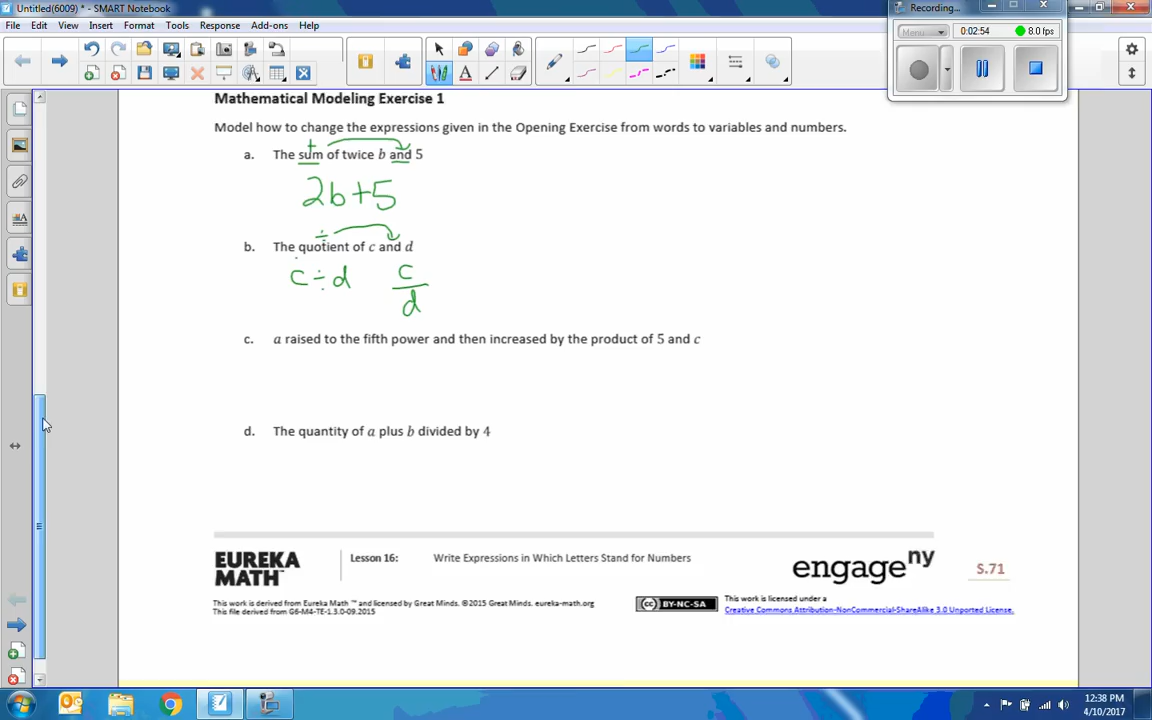 Untitled(6009) * - SMART Notebook
Recording...
File Edit View Insert Format Tools Response Add-ons Help
Menu 0:02:54 8.0 fps
Mathematical Modeling Exercise 1
Model how to change the expressions given in the Opening Exercise from words to variables and numbers.
+
a. The sum of twice b and 5
2b+5
÷
b. The quotient of c and d
c ÷ d c/d
c. a raised to the fifth power and then increased by the product of 5 and c
d. The quantity of a plus b divided by 4
EUREKA MATH™
Lesson 16: Write Expressions in Which Letters Stand for Numbers
engageny
S.71
This work is derived from Eureka Math ™ and licensed by Great Minds. ©2015 Great Minds. eureka-math.org
This file derived from G6-M4-TE-1.3.0-09.2015
(cc) BY-NC-SA
This work is licensed under a
Creative Commons Attribution-NonCommercial-ShareAlike 3.0 Unported License.
12:38 PM
4/10/2017